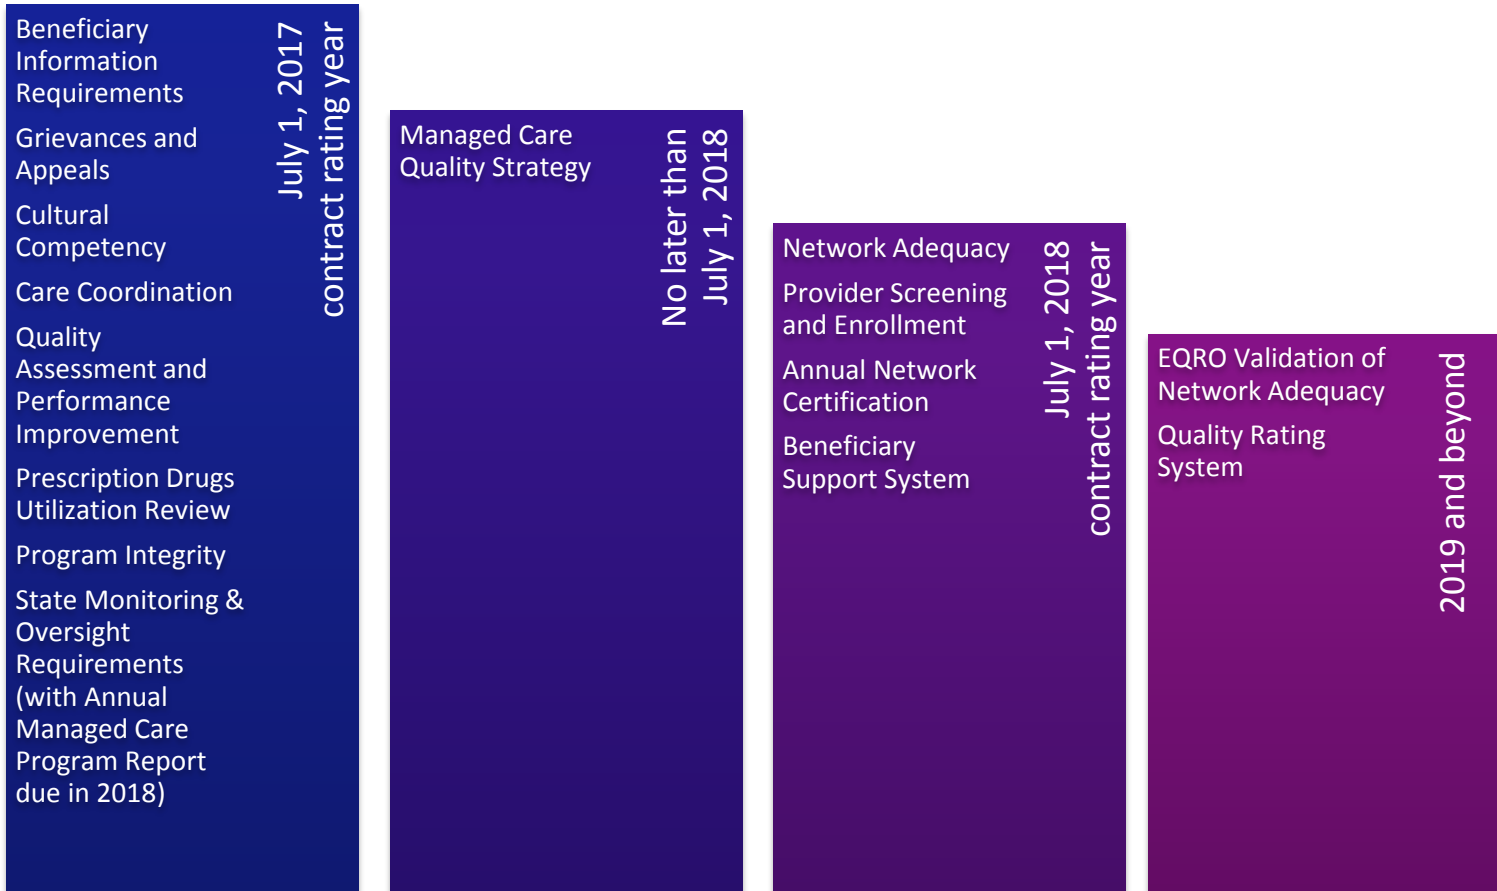 Beneficiary
Information
Requirements
Grievances and
Appeals
Cultural
Competency
Care Coordination
Quality
Assessment and
Performance
Improvement
Prescription Drugs
Utilization Review
Program Integrity
State Monitoring &
Oversight
Requirements
(with Annual
Managed Care
Program Report
due in 2018)
July 1, 2017
contract rating year
Managed Care
Quality Strategy
No later than
July 1, 2018
Network Adequacy
Provider Screening
and Enrollment
Annual Network
Certification
Beneficiary
Support System
July 1, 2018
contract rating year
EQRO Validation of
Network Adequacy
Quality Rating
System
2019 and beyond